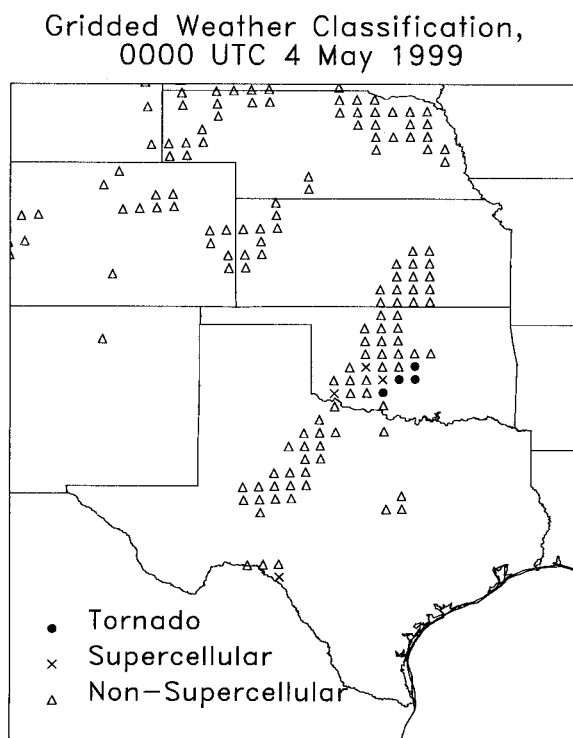 Gridded Weather Classification,
0000 UTC 4 May 1999
Tornado
Supercellular
Non-Supercellular